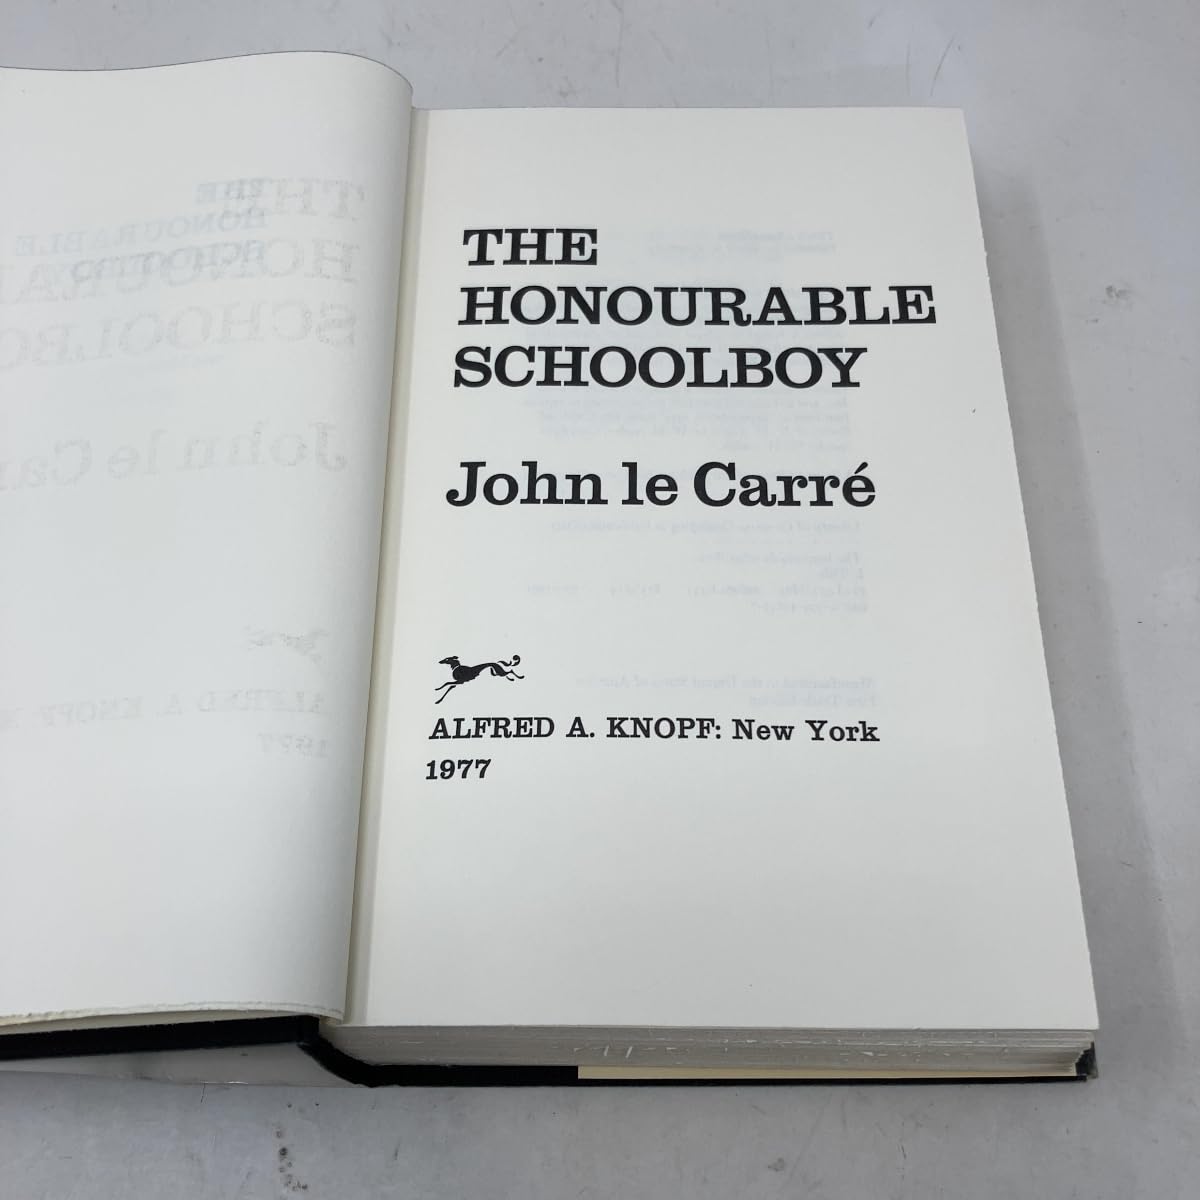 THE
HONOURABLE
SCHOOLBOY
John le Carré
ALFRED A. KNOPF: New York
1977